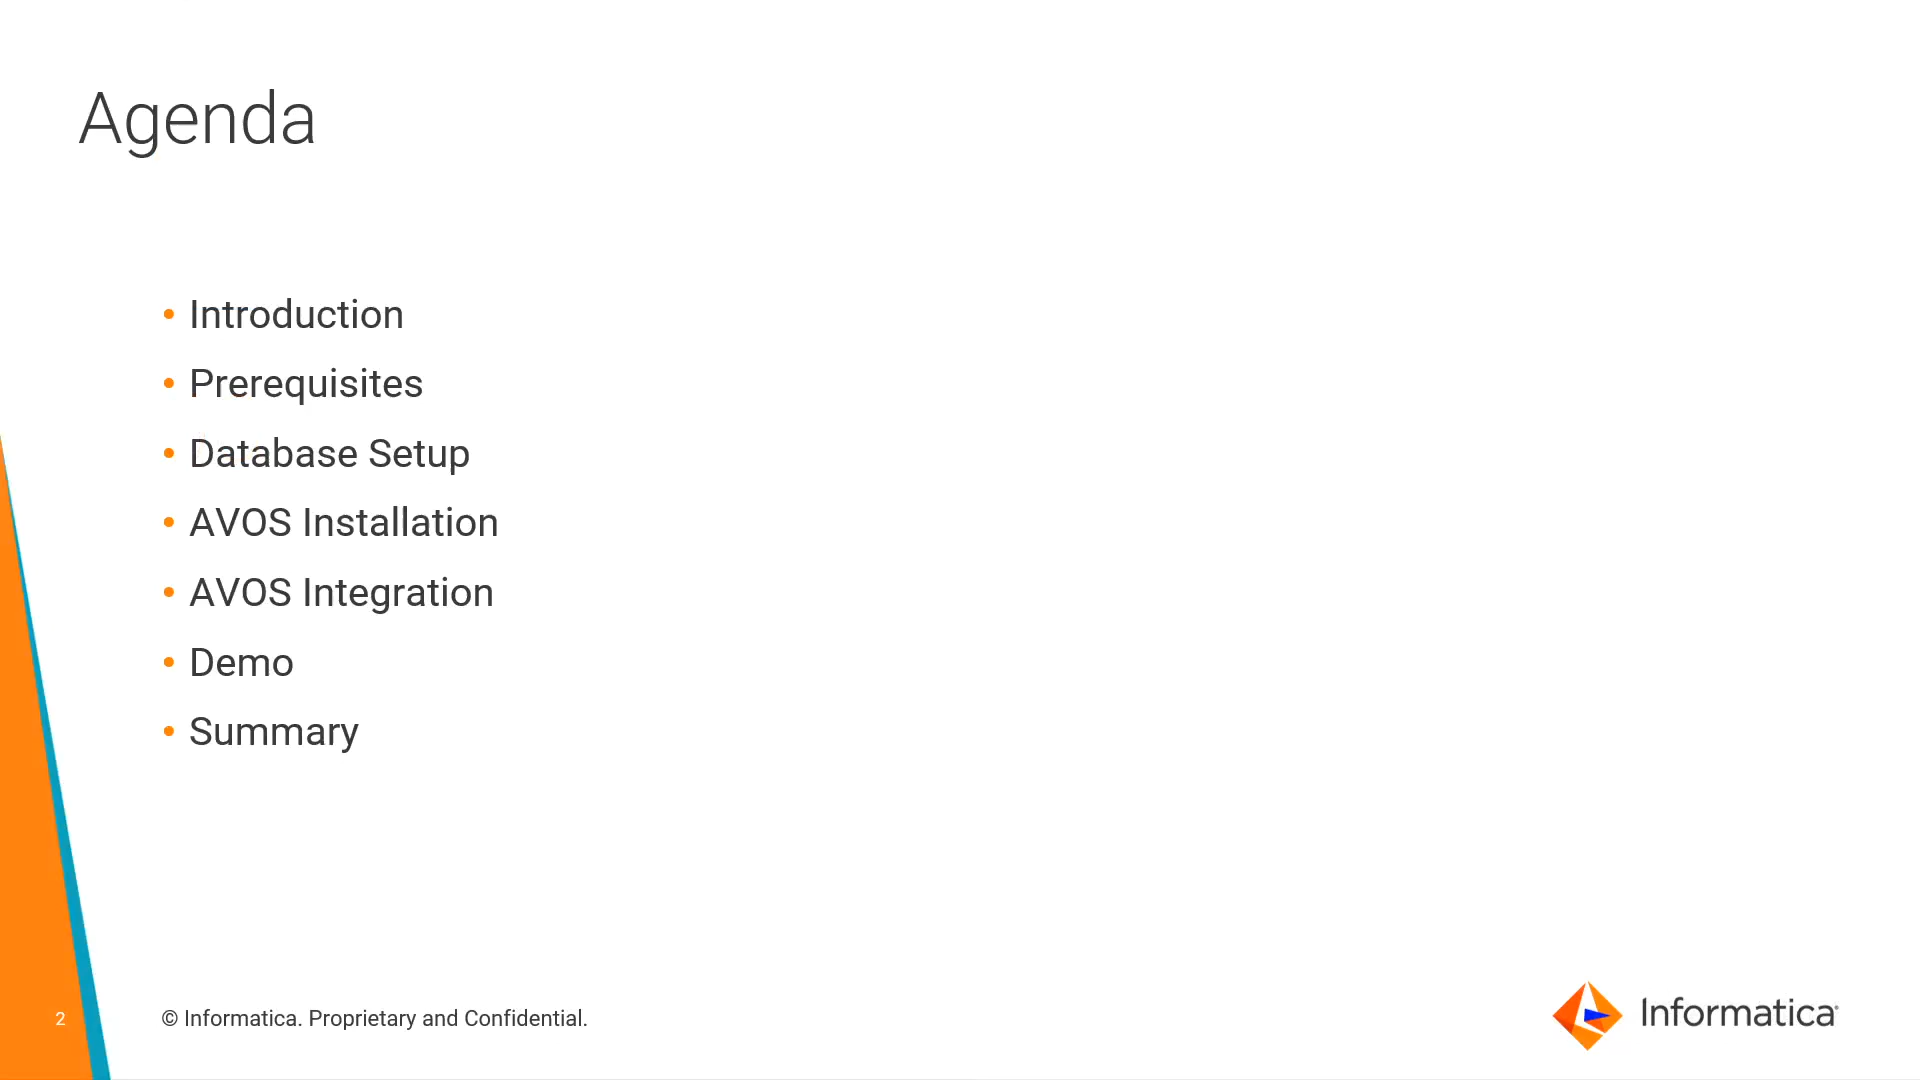 Agenda
• Introduction
• Prerequisites
• Database Setup
• AVOS Installation
• AVOS Integration
• Demo
• Summary
2
© Informatica. Proprietary and Confidential.
Informatica